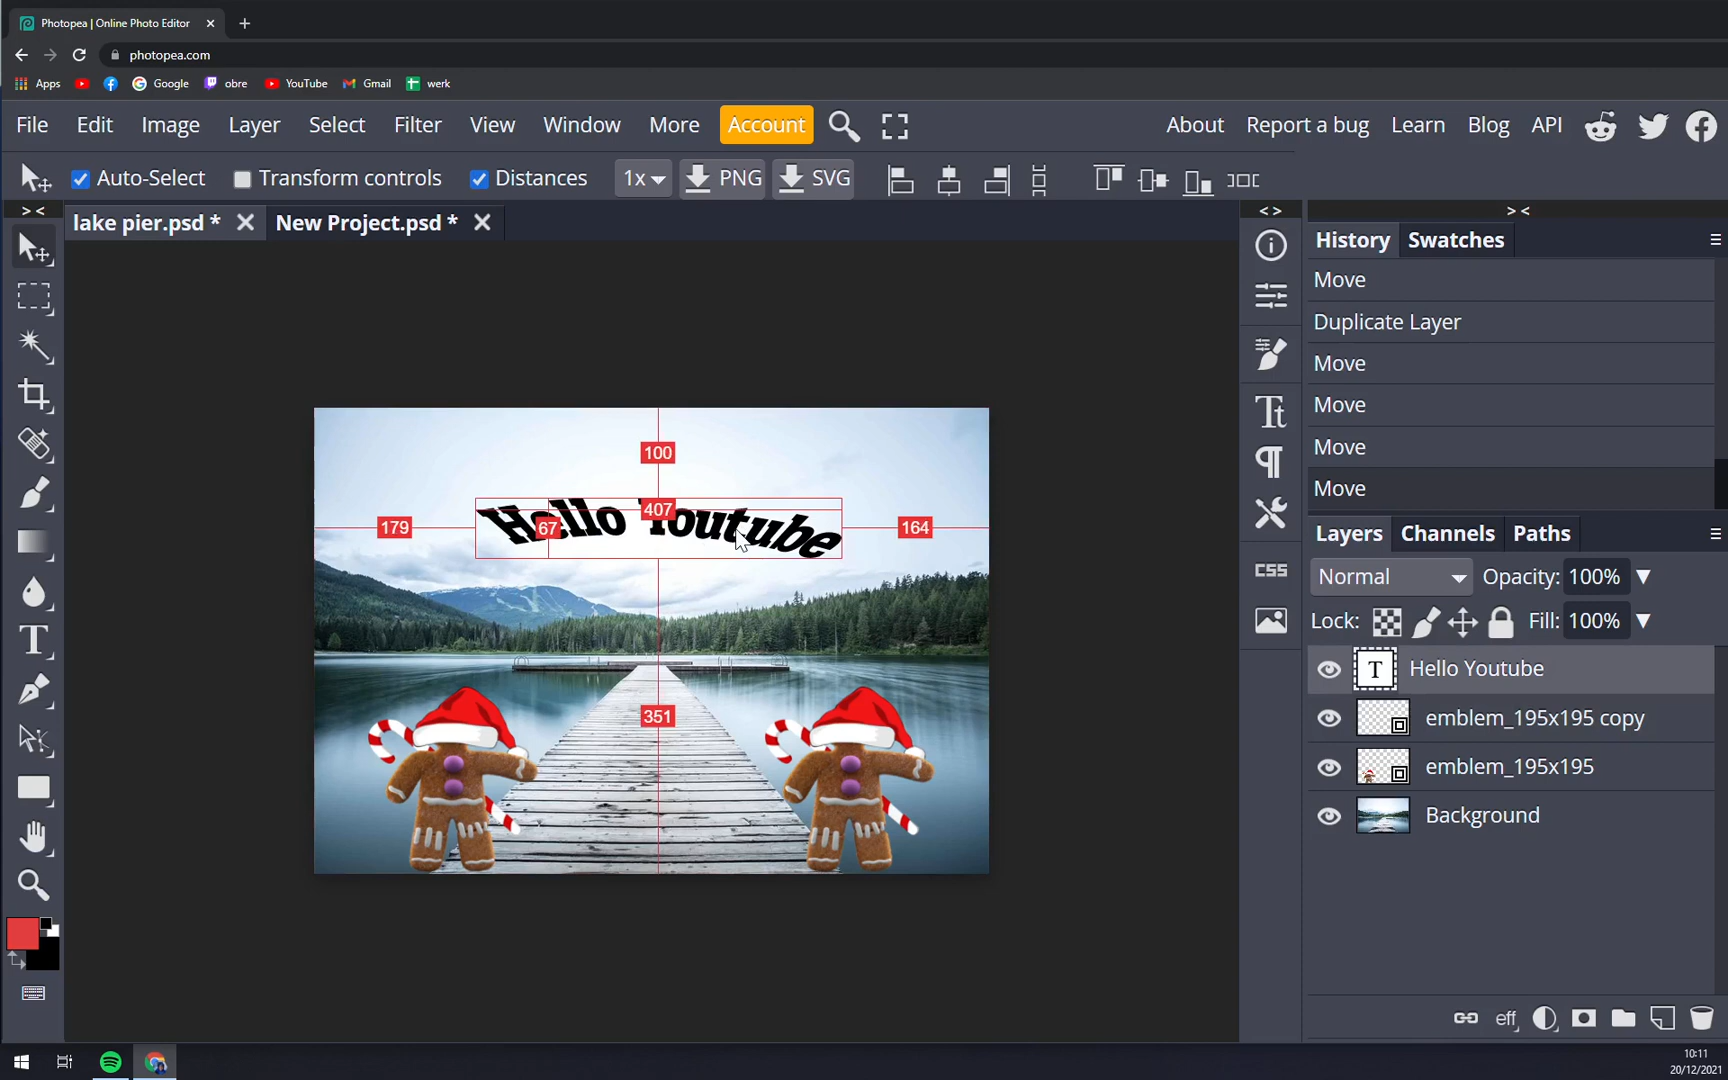 Photopea | Online Photo Editor
photopea.com
Apps
Google
obre
YouTube
Gmail
werk
File Edit Image Layer Select Filter View Window More Account
About Report a bug Learn Blog API
Auto-Select Transform controls Distances 1x PNG SVG
> <
lake pier.psd *
New Project.psd *
< >
> <
History Swatches
Move
Duplicate Layer
Move
Move
Move
Move
100
Hello Youtube
407
179
67
164
351
T
Tt
CSS
Layers Channels Paths
Normal Opacity: 100%
Lock: Fill: 100%
T Hello Youtube
emblem_195x195 copy
emblem_195x195
Background
eff
10:11
20/12/2021